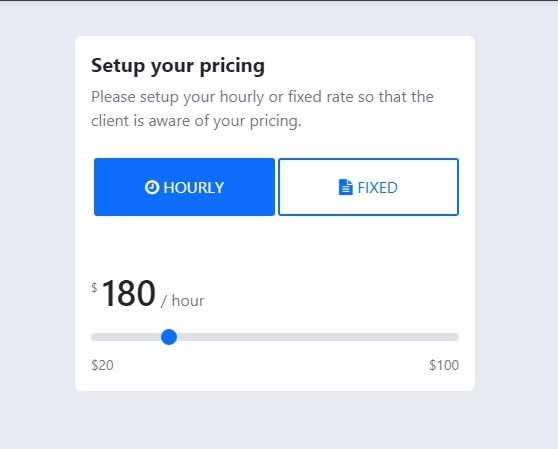 Setup your pricing
Please setup your hourly or fixed rate so that the
client is aware of your pricing.
HOURLY FIXED
$180 / hour
$20 $100